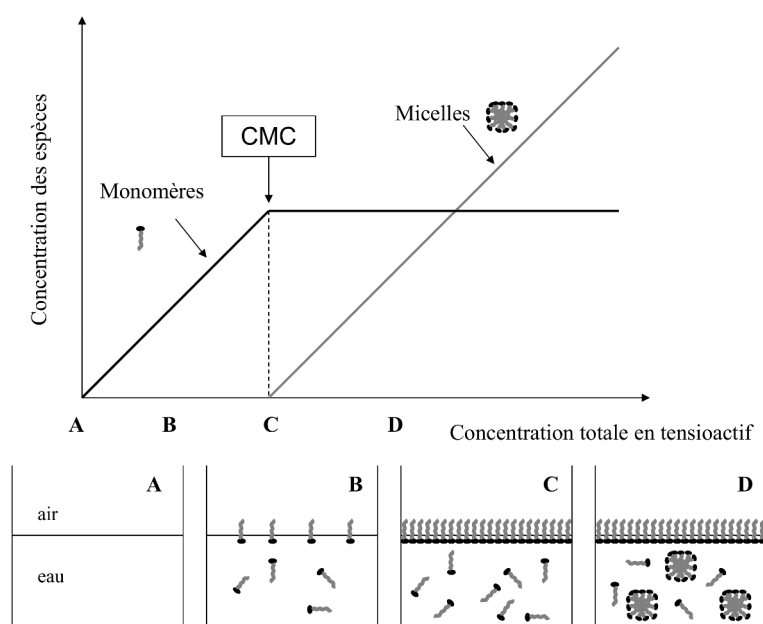 Concentration des espèces
Micelles
CMC
Monomères
A B C D
Concentration totale en tensioactif
A B C D
air
eau